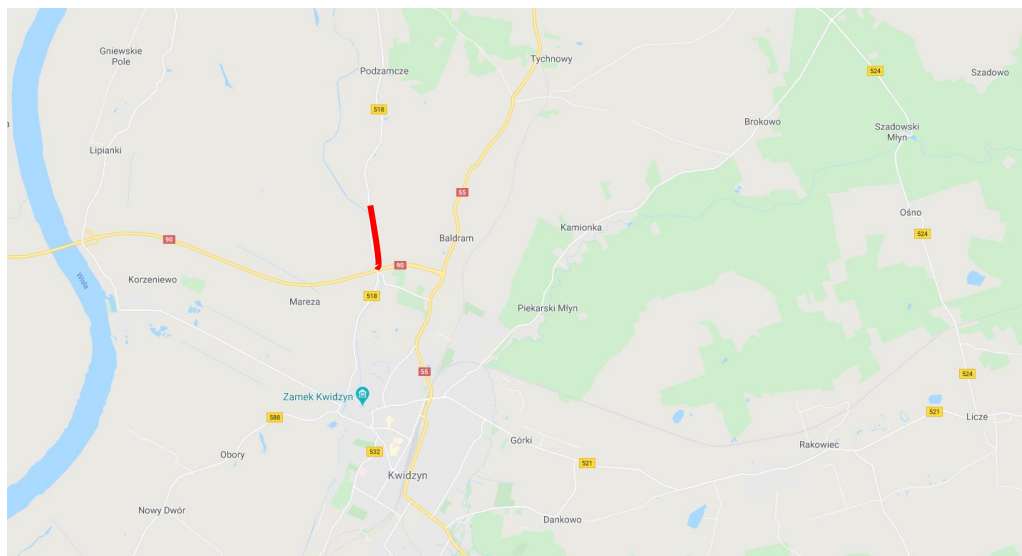 Gniewskie
Pole
Podzamcze
Tychnowy
524
Szadowo
518
Brokowo
Szadowski
Młyn
Lipianki
55
Ośno
Kamionka
524
90
Baldram
90
Wisła
Korzeniewo
518
Mareza
Piekarski Młyn
55
524
Zamek Kwidzyn
521
588
Licze
Górki
Rakowiec
Obory
532
521
Kwidzyn
Nowy Dwór
Dankowo